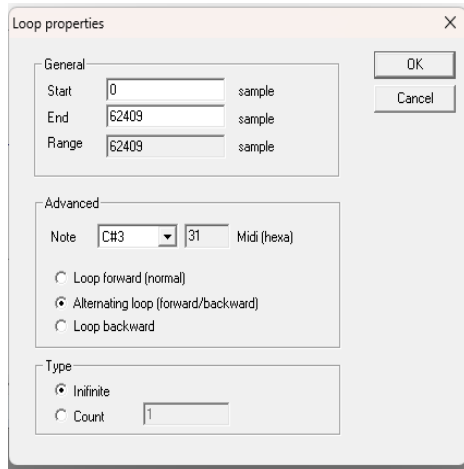 Loop properties
General
Start 0 sample
End 62409 sample
Range 62409 sample
OK
Cancel
Advanced
Note C#3 31 Midi (hexa)
Loop forward (normal)
Alternating loop (forward/backward)
Loop backward
Type
Inifinite
Count 1